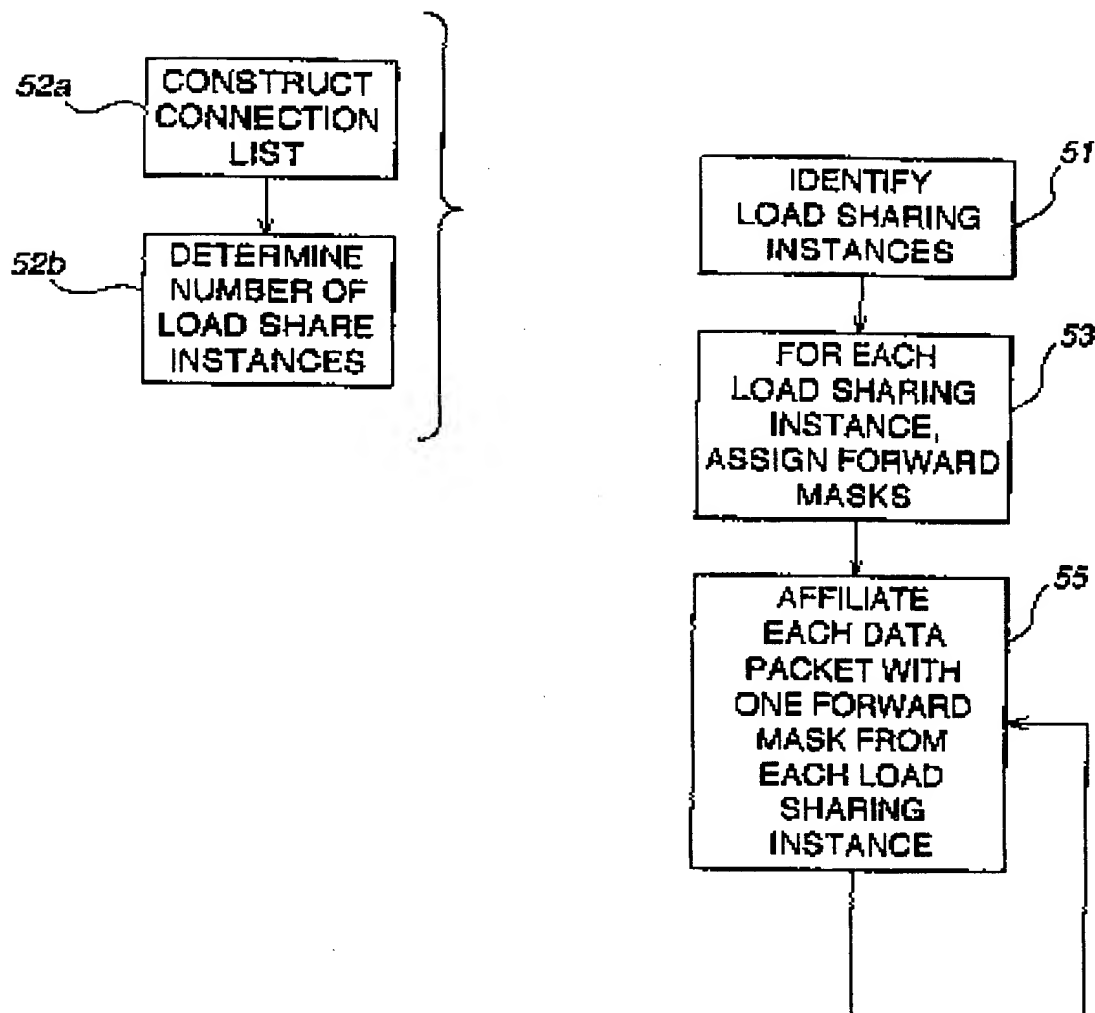 52a
CONSTRUCT
CONNECTION
LIST
52b
DETERMINE
NUMBER OF
LOAD SHARE
INSTANCES
51
IDENTIFY
LOAD SHARING
INSTANCES
53
FOR EACH
LOAD SHARING
INSTANCE,
ASSIGN FORWARD
MASKS
55
AFFILIATE
EACH DATA
PACKET WITH
ONE FORWARD
MASK FROM
EACH LOAD
SHARING
INSTANCE